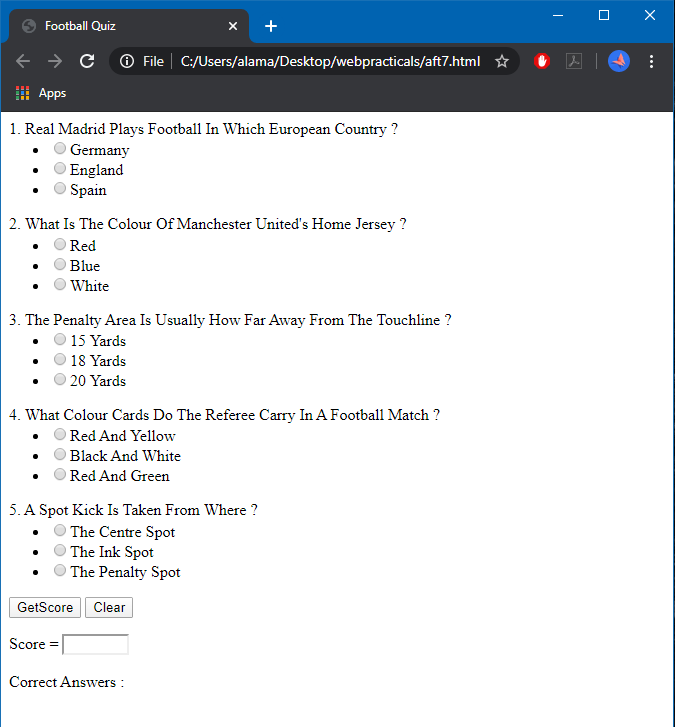 Football Quiz
File | C:/Users/alama/Desktop/webpracticals/aft7.html
Apps
1. Real Madrid Plays Football In Which European Country ?
Germany
England
Spain
2. What Is The Colour Of Manchester United's Home Jersey ?
Red
Blue
White
3. The Penalty Area Is Usually How Far Away From The Touchline ?
15 Yards
18 Yards
20 Yards
4. What Colour Cards Do The Referee Carry In A Football Match ?
Red And Yellow
Black And White
Red And Green
5. A Spot Kick Is Taken From Where ?
The Centre Spot
The Ink Spot
The Penalty Spot
GetScore Clear
Score =
Correct Answers :